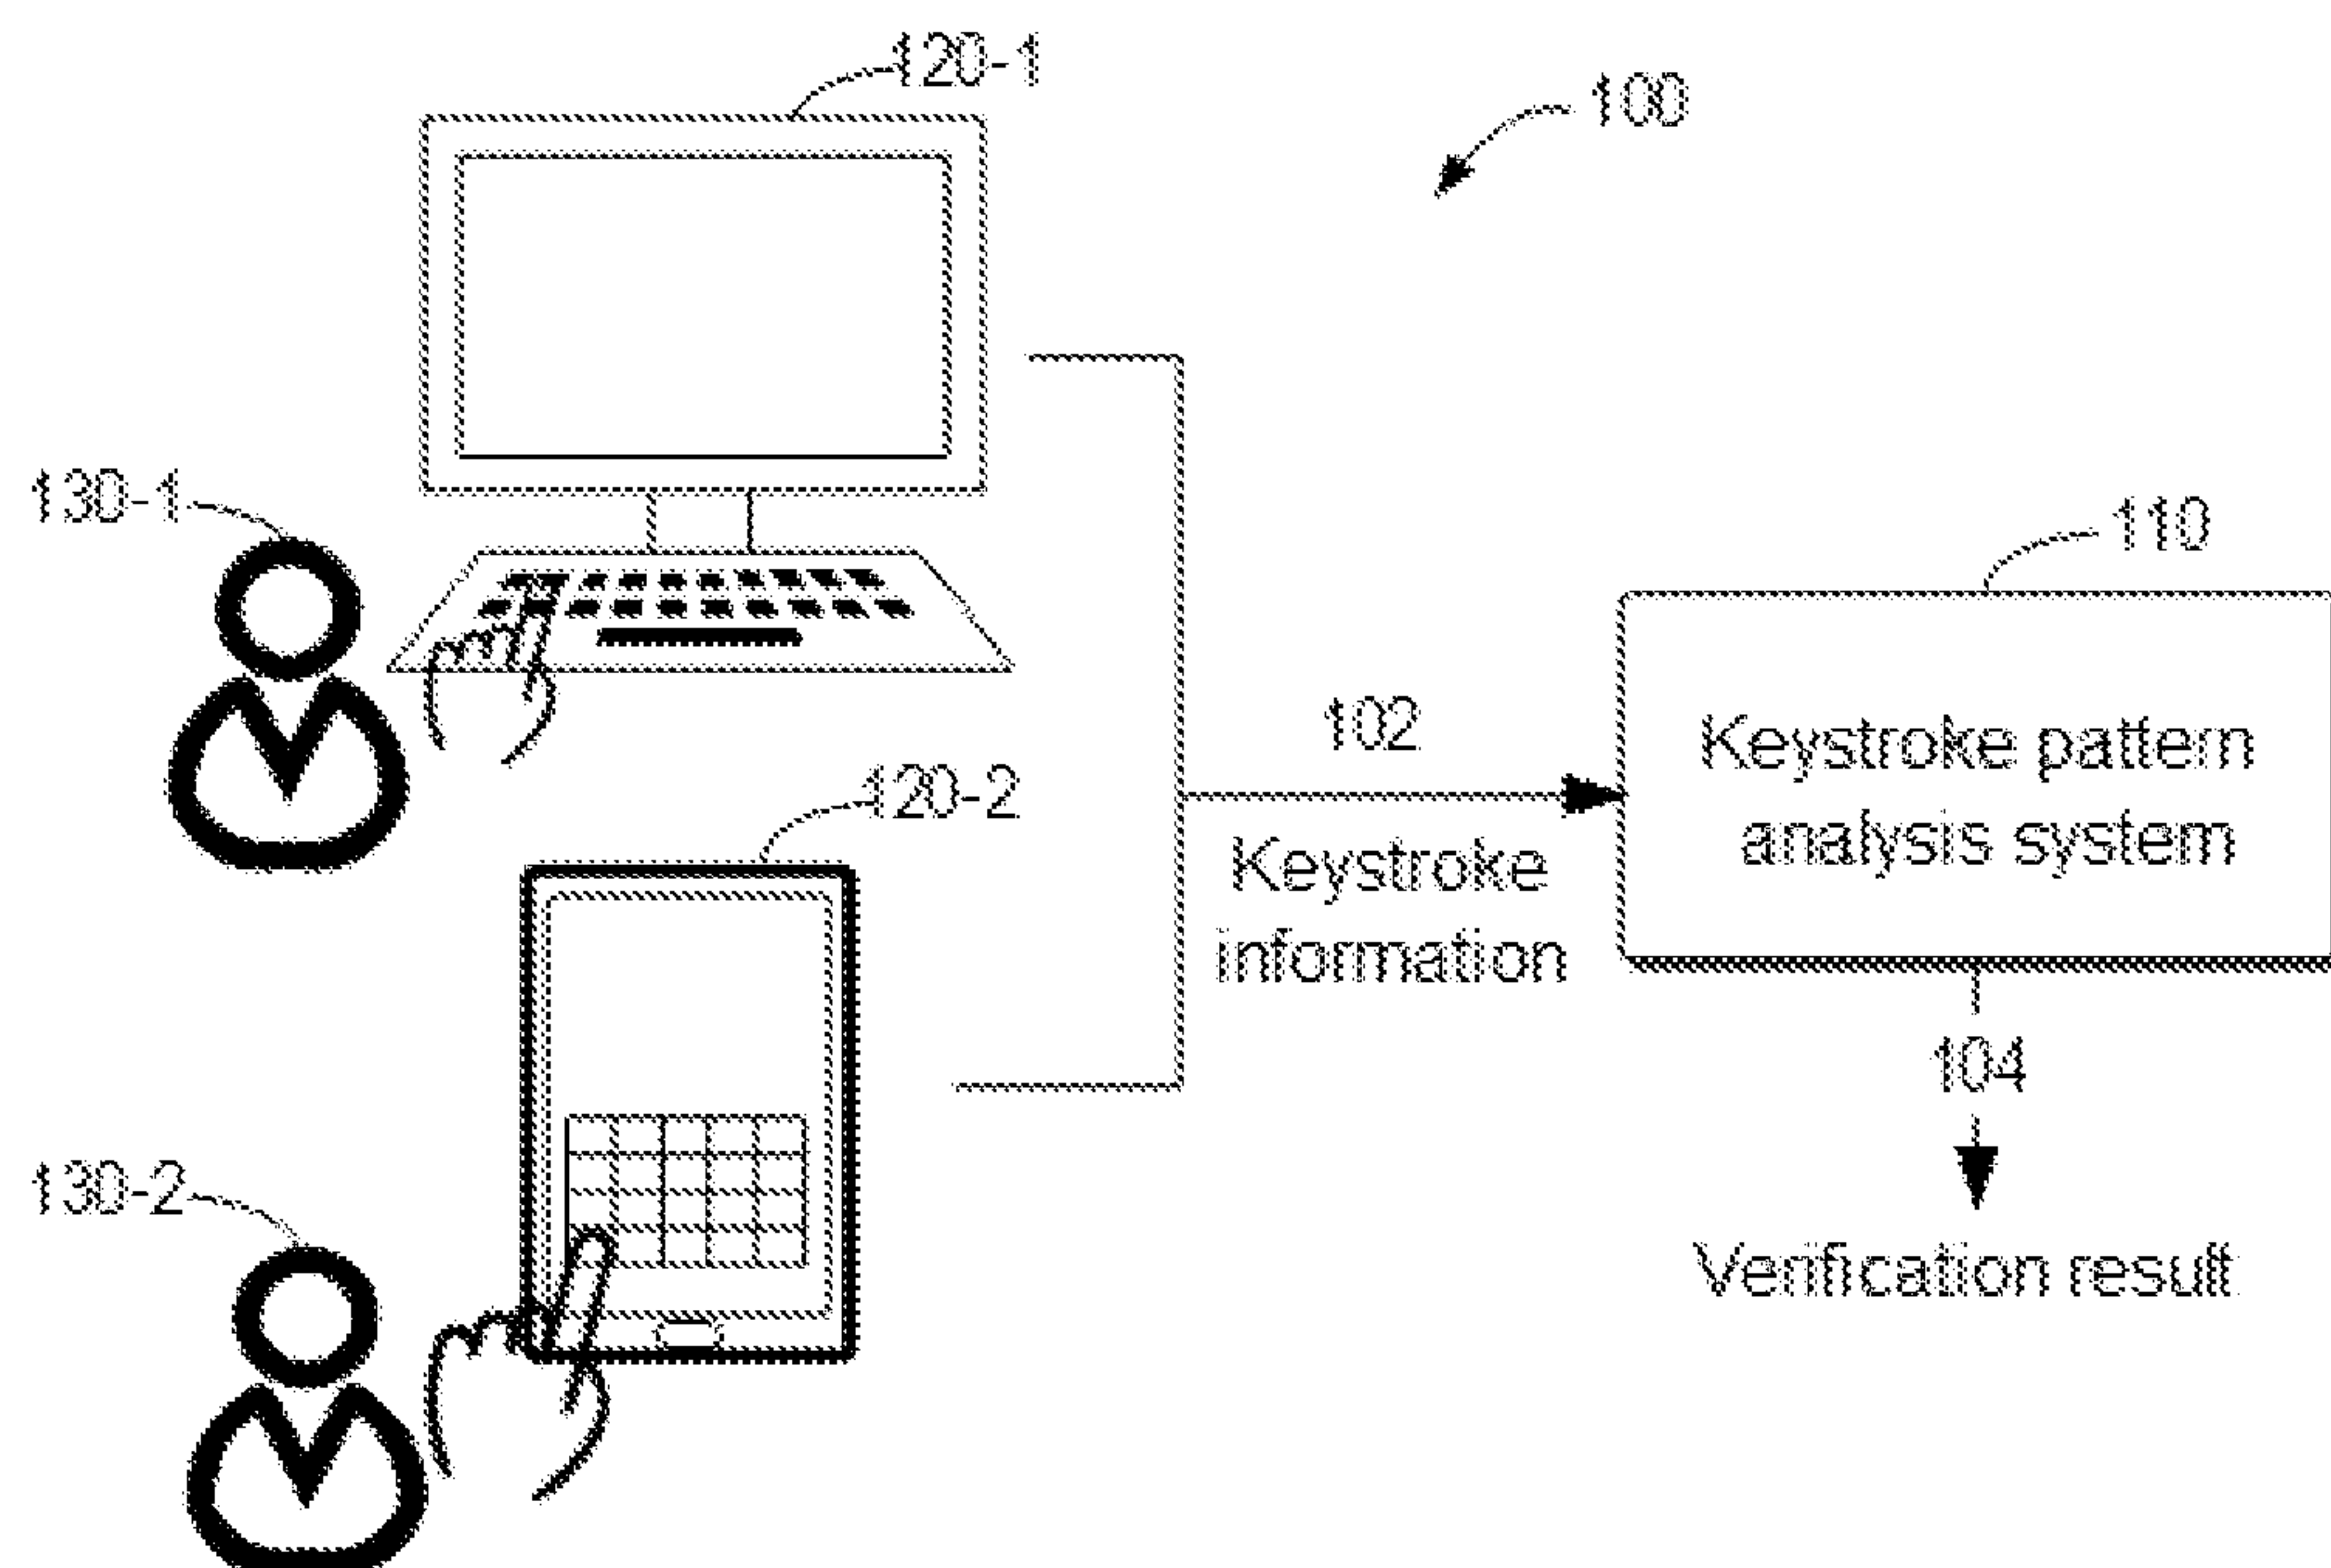 120-1
100
130-1
110
102
Keystroke pattern
analysis system
120-2
Keystroke
information
104
130-2
Verification result